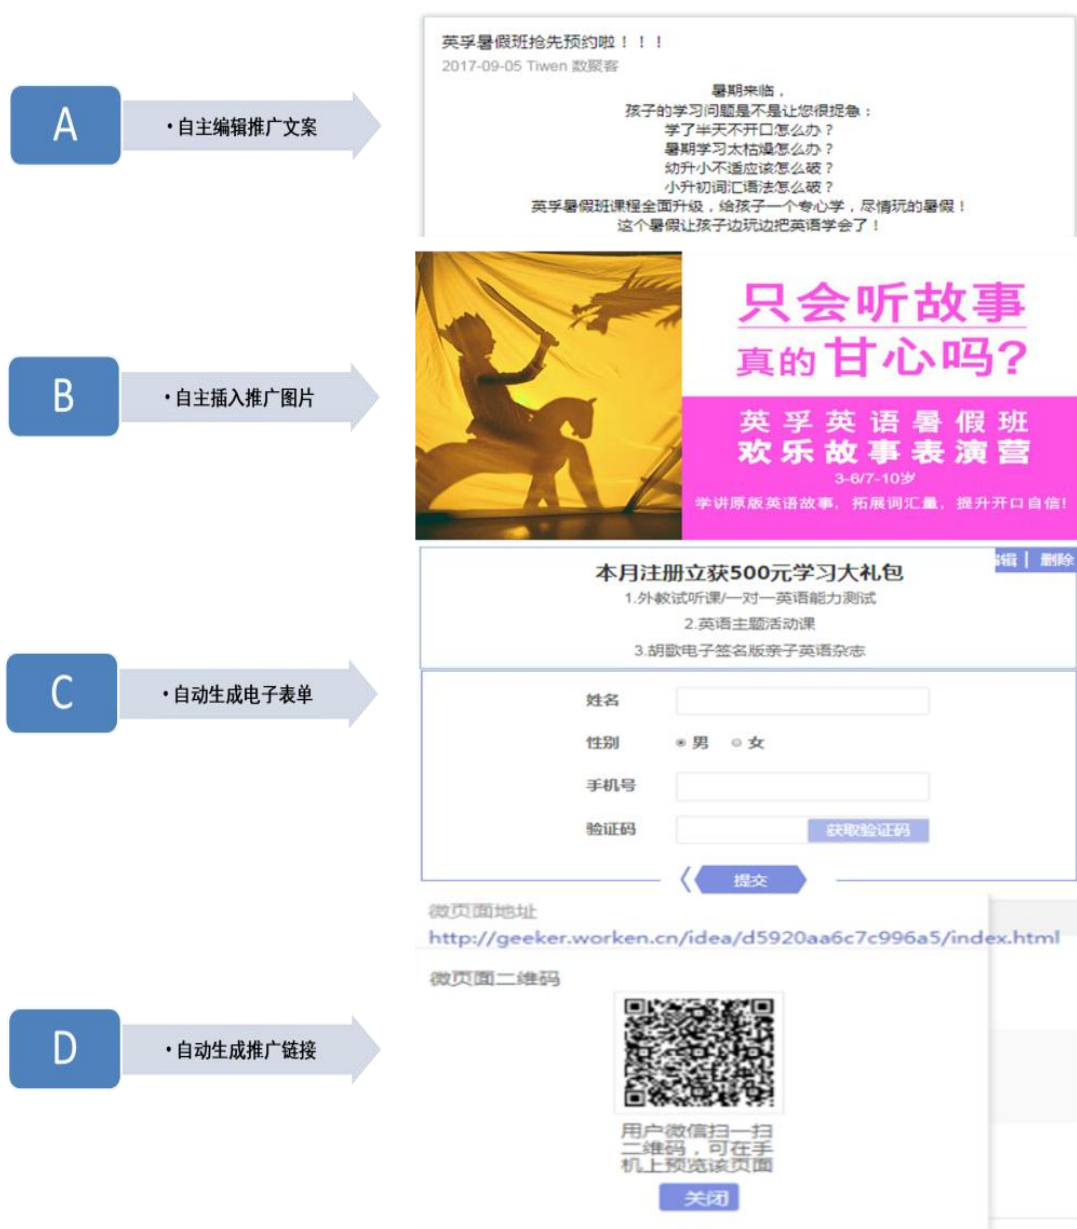 英孚暑假班抢先预约啦！！！
2017-09-05 Tiwen 数聚客
暑期来临，
孩子的学习问题是不是让您很捉急：
学了半天不开口怎么办？
暑期学习太枯燥怎么办？
幼升小不适应该怎么破？
小升初词汇语法怎么破？
英孚暑假班课程全面升级，给孩子一个专心学，尽情玩的暑假！
这个暑假让孩子边玩边把英语学会了！
A
•自主编辑推广文案
B
•自主插入推广图片
只会听故事
真的甘心吗?
英孚英语暑假班
欢乐故事表演营
3-6/7-10岁
学讲原版英语故事，拓展词汇量，提升开口自信!
C
•自动生成电子表单
编辑 | 删除
本月注册立获500元学习大礼包
1.外教试听课/一对一英语能力测试
2.英语主题活动课
3.胡歌电子签名版亲子英语杂志
姓名
性别 男 女
手机号
验证码 获取验证码
提交
D
•自动生成推广链接
微页面地址
http://geeker.worken.cn/idea/d5920aa6c7c996a5/index.html
微页面二维码
用户微信扫一扫
二维码，可在手
机上预览该页面
关闭